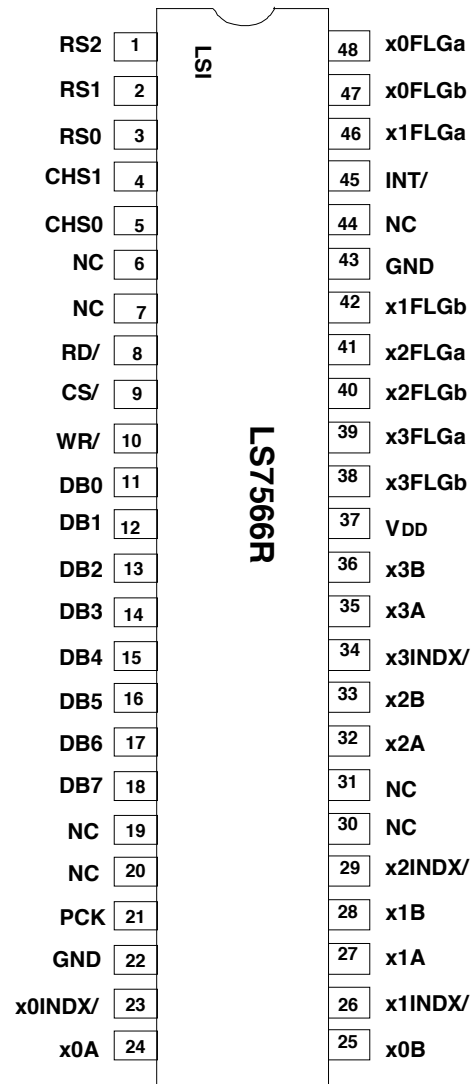 RS2 1
RS1 2
RS0 3
CHS1 4
CHS0 5
NC 6
NC 7
RD/ 8
CS/ 9
WR/ 10
DB0 11
DB1 12
DB2 13
DB3 14
DB4 15
DB5 16
DB6 17
DB7 18
NC 19
NC 20
PCK 21
GND 22
x0INDX/ 23
x0A 24
LSI
LS7566R
48 x0FLGa
47 x0FLGb
46 x1FLGa
45 INT/
44 NC
43 GND
42 x1FLGb
41 x2FLGa
40 x2FLGb
39 x3FLGa
38 x3FLGb
37 VDD
36 x3B
35 x3A
34 x3INDX/
33 x2B
32 x2A
31 NC
30 NC
29 x2INDX/
28 x1B
27 x1A
26 x1INDX/
25 x0B